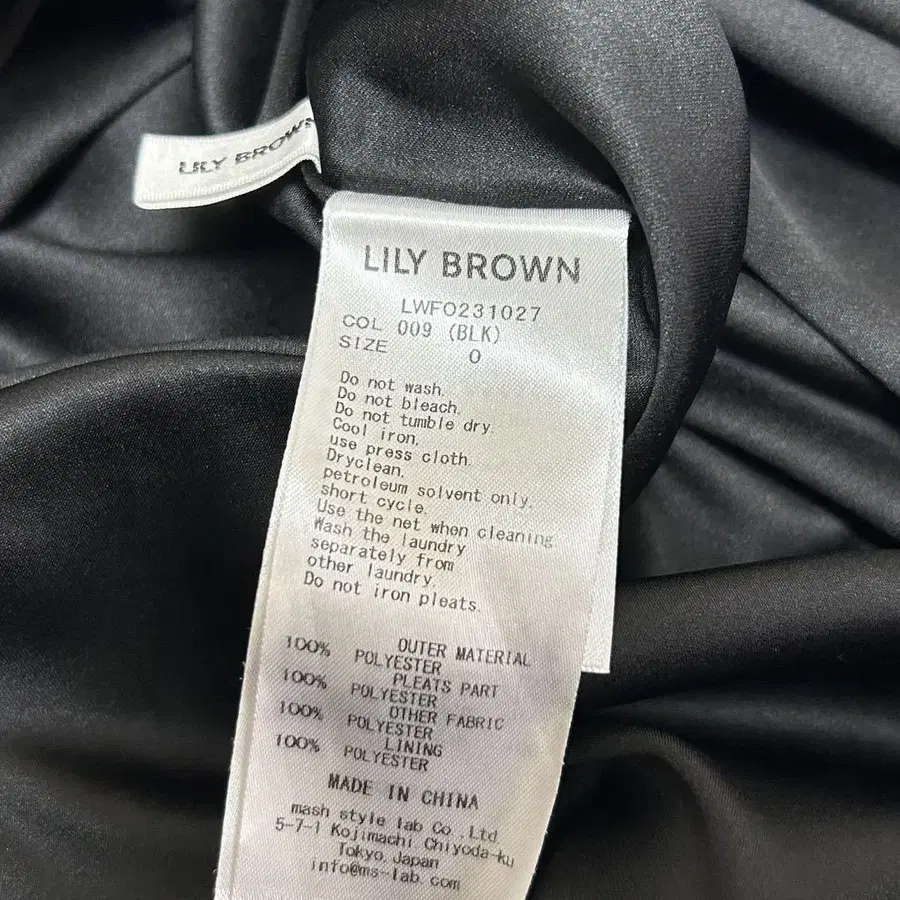 LILY BROWN
LILY BROWN
LWFO231027
COL 009 (BLK)
SIZE 0
Do not wash.
Do not bleach.
Do not tumble dry.
Cool iron,
use press cloth.
Dryclean,
petroleum solvent only.
short cycle.
Use the net when cleaning
Wash the laundry
separately from
other laundry.
Do not iron pleats.
OUTER MATERIAL
100% POLYESTER
PLEATS PART
100% POLYESTER
OTHER FABRIC
100% POLYESTER
LINING
100% POLYESTER
MADE IN CHINA
mash style lab Co.,Ltd.
5-7-1 Kojimachi Chiyoda-ku
Tokyo.Japan
info@ms-lab.com